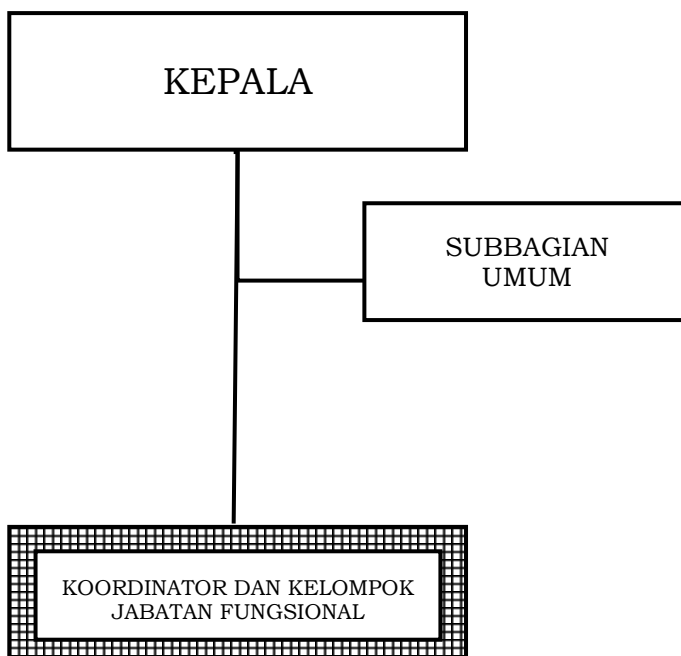 KEPALA
SUBBAGIAN
UMUM
KOORDINATOR DAN KELOMPOK
JABATAN FUNGSIONAL